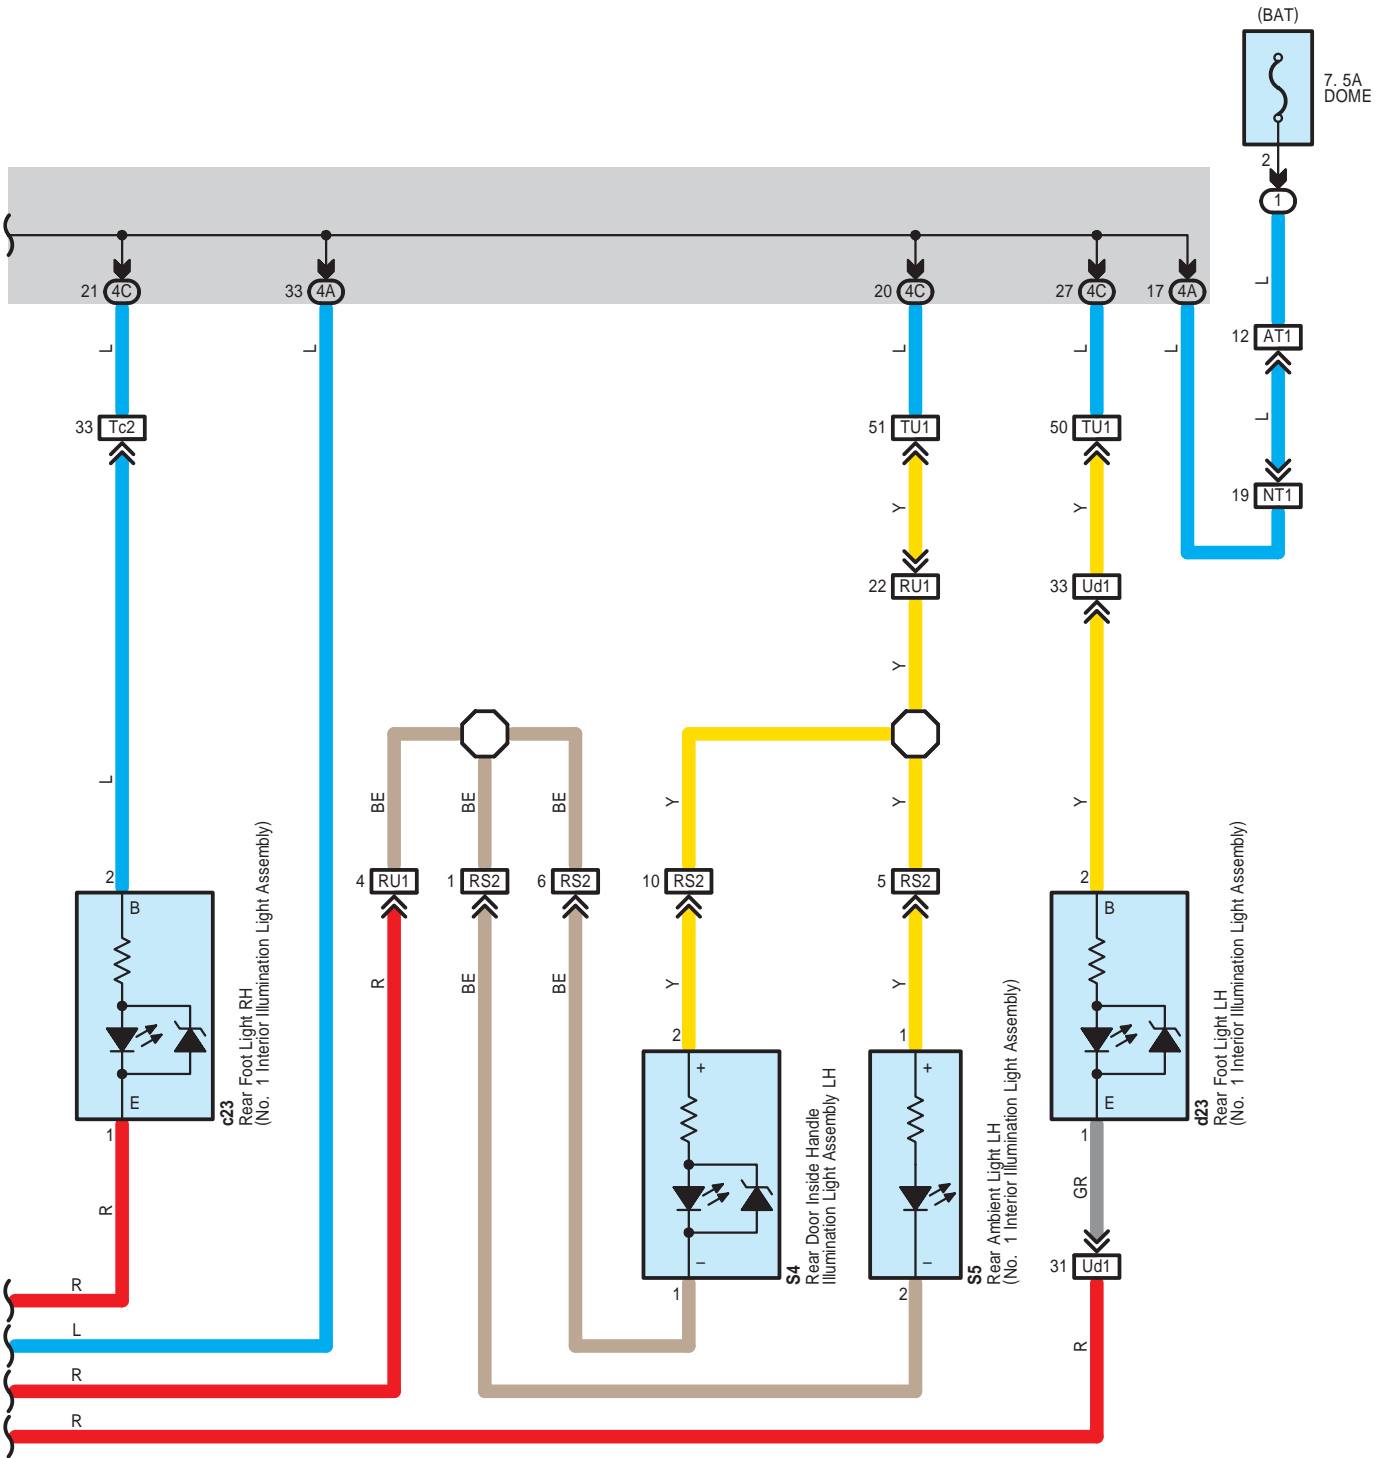 (BAT)
7. 5A
DOME
2
1
21 4C
33 4A
20 4C
27 4C
17 4A
L
L
L
L
L
L
12 AT1
L
33 Tc2
51 TU1
50 TU1
19 NT1
Y
Y
22 RU1
33 Ud1
Y
L
BE
BE
BE
Y
Y
Y
4 RU1
1 RS2
6 RS2
10 RS2
5 RS2
2
B
E
1
c23
Rear Foot Light RH
(No. 1 Interior Illumination Light Assembly)
2
B
E
1
d23
Rear Foot Light LH
(No. 1 Interior Illumination Light Assembly)
R
BE
BE
Y
Y
2
+
–
1
S4
Rear Door Inside Handle
Illumination Light Assembly LH
1
+
–
2
S5
Rear Ambient Light LH
(No. 1 Interior Illumination Light Assembly)
R
GR
31 Ud1
R
R
L
R
R